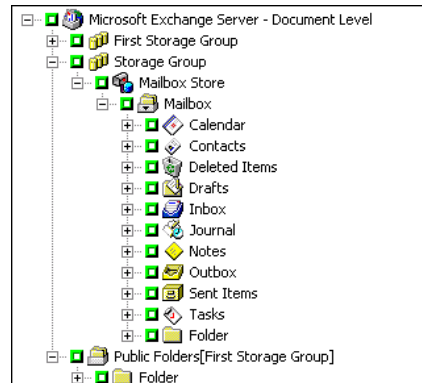 Microsoft Exchange Server - Document Level
First Storage Group
Storage Group
Mailbox Store
Mailbox
Calendar
Contacts
Deleted Items
Drafts
Inbox
Journal
Notes
Outbox
Sent Items
Tasks
Folder
Public Folders[First Storage Group]
Folder